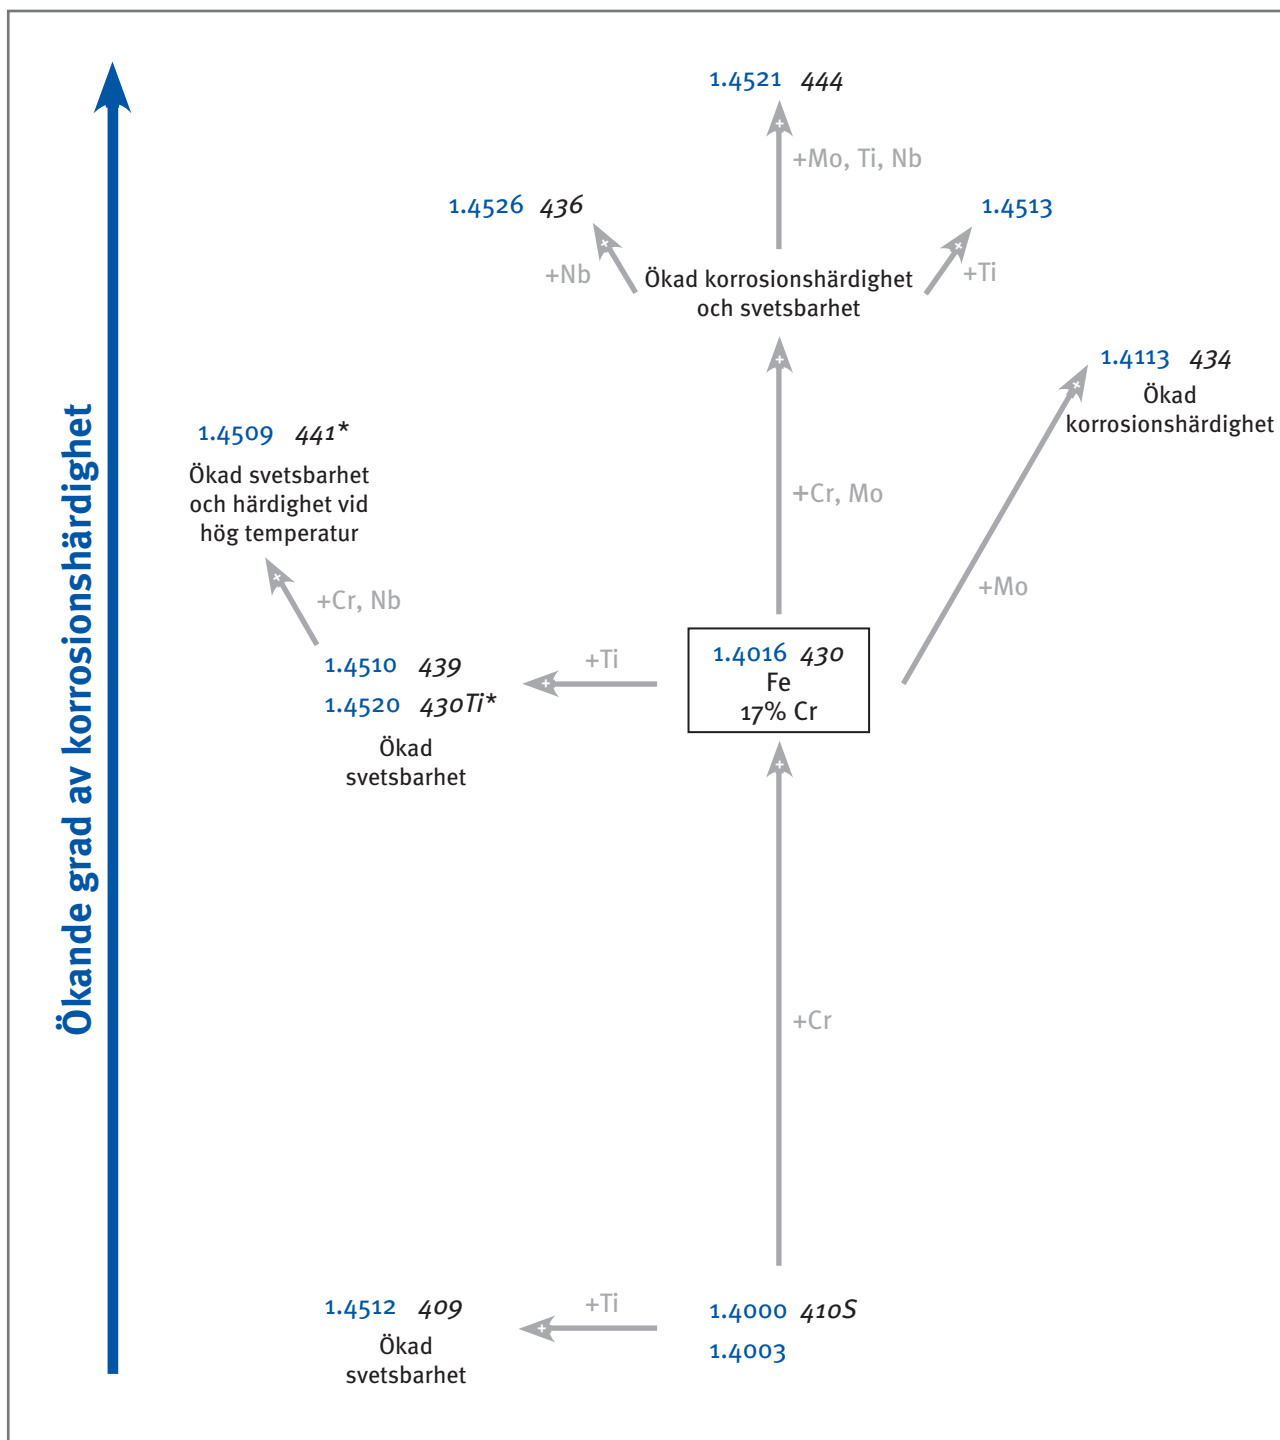 Ökande grad av korrosionshärdighet
1.4521 444
+Mo, Ti, Nb
1.4526 436
1.4513
+Nb
+Ti
Ökad korrosionshärdighet
och svetsbarhet
1.4113 434
Ökad
korrosionshärdighet
1.4509 441*
Ökad svetsbarhet
och härdighet vid
hög temperatur
+Cr, Mo
+Mo
+Cr, Nb
1.4510 439
1.4520 430Ti*
Ökad
svetsbarhet
+Ti
1.4016 430
Fe
17% Cr
+Cr
1.4512 409
Ökad
svetsbarhet
+Ti
1.4000 410S
1.4003